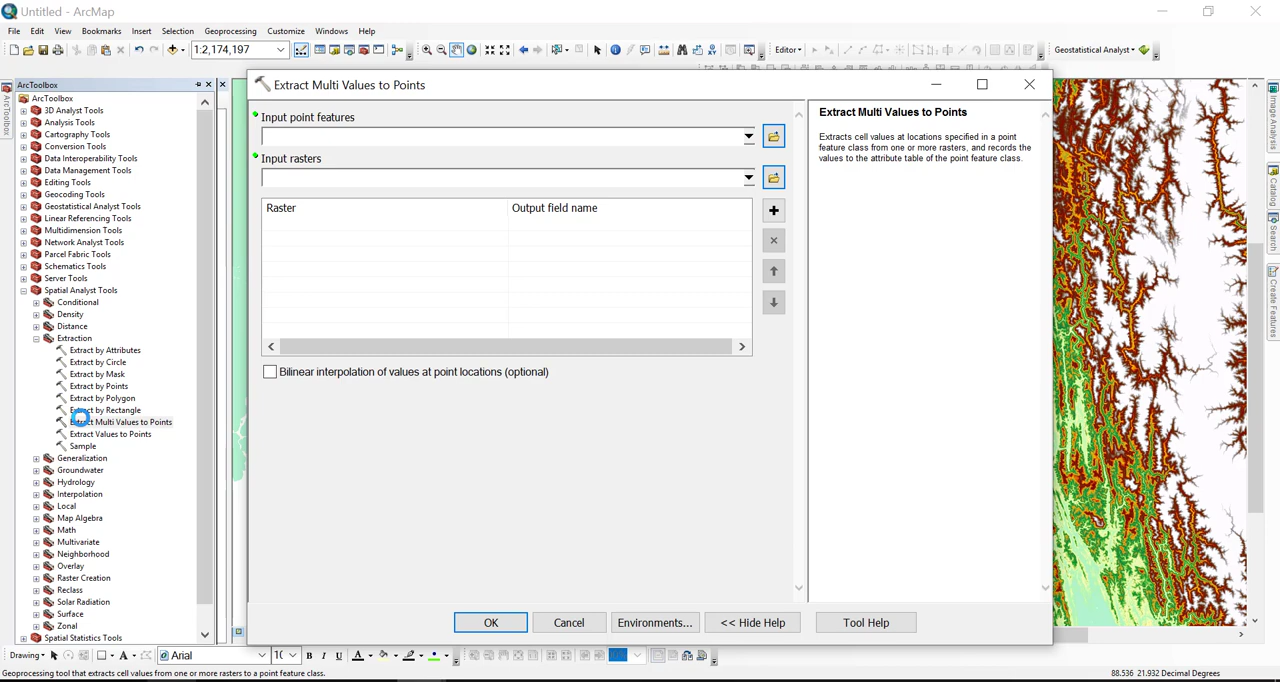 Untitled - ArcMap
File Edit View Bookmarks Insert Selection Geoprocessing Customize Windows Help
1:2,174,197
Editor
Geostatistical Analyst
ArcToolbox
ArcToolbox
ArcToolbox
3D Analyst Tools
Analysis Tools
Cartography Tools
Conversion Tools
Data Interoperability Tools
Data Management Tools
Editing Tools
Geocoding Tools
Geostatistical Analyst Tools
Linear Referencing Tools
Multidimension Tools
Network Analyst Tools
Parcel Fabric Tools
Schematics Tools
Server Tools
Spatial Analyst Tools
Conditional
Density
Distance
Extraction
Extract by Attributes
Extract by Circle
Extract by Mask
Extract by Points
Extract by Polygon
Extract by Rectangle
Extract Multi Values to Points
Extract Values to Points
Sample
Generalization
Groundwater
Hydrology
Interpolation
Local
Map Algebra
Math
Multivariate
Neighborhood
Overlay
Raster Creation
Reclass
Solar Radiation
Surface
Zonal
Spatial Statistics Tools
Extract Multi Values to Points
Input point features
Input rasters
Raster Output field name
Bilinear interpolation of values at point locations (optional)
OK Cancel Environments... << Hide Help Tool Help
Extract Multi Values to Points
Extracts cell values at locations specified in a point
feature class from one or more rasters, and records the
values to the attribute table of the point feature class.
Image Analysis
Catalog
Search
Create Features
Drawing A Arial 10 B I U A
Geoprocessing tool that extracts cell values from one or more rasters to a point feature class.
88.536 21.932 Decimal Degrees